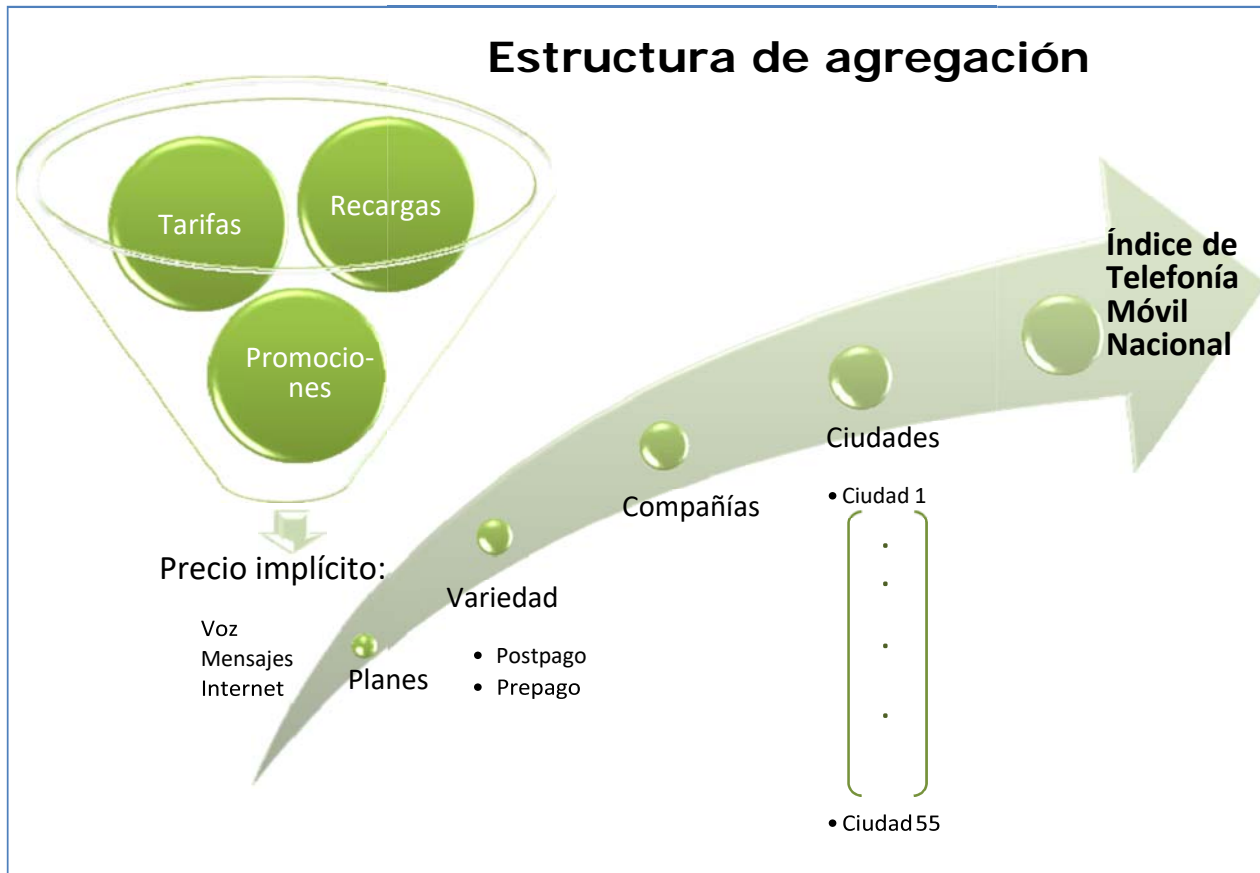 Estructura de agregación
Tarifas
Recargas
Promocio-
nes
Precio implícito:
Voz
Mensajes
Internet
Planes
Variedad
• Postpago
• Prepago
Compañías
Ciudades
• Ciudad 1
.
.
.
.
• Ciudad 55
Índice de
Telefonía
Móvil
Nacional